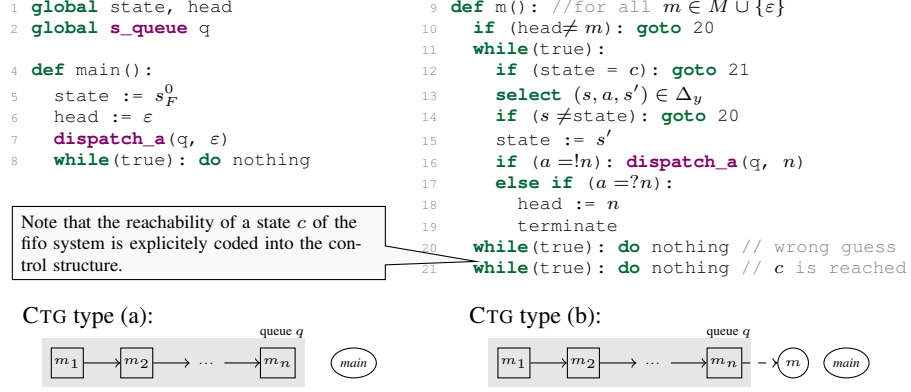 1 global state, head
2 global s_queue q
4 def main():
5 state := s_F^0
6 head := ε
7 dispatch_a(q, ε)
8 while(true): do nothing
Note that the reachability of a state c of the
fifo system is explicitely coded into the con-
trol structure.
9 def m(): //for all m ∈ M ∪ {ε}
10 if (head≠ m): goto 20
11 while(true):
12 if (state = c): goto 21
13 select (s, a, s′) ∈ Δ_y
14 if (s ≠state): goto 20
15 state := s′
16 if (a =!n): dispatch_a(q, n)
17 else if (a =?n):
18 head := n
19 terminate
20 while(true): do nothing // wrong guess
21 while(true): do nothing // c is reached
CTG type (a):
queue q
m_1 m_2 ... m_n main
CTG type (b):
queue q
m_1 m_2 ... m_n m main